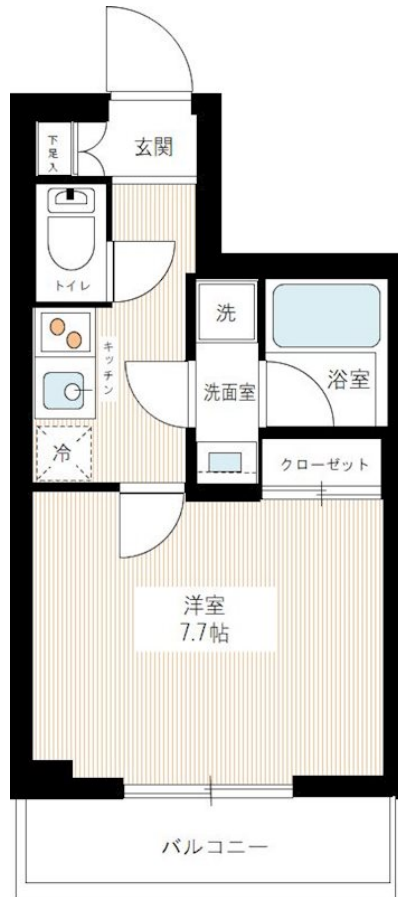 下足入
玄関
トイレ
キッチン
洗
洗面室
浴室
冷
クローゼット
洋室
7.7帖
バルコニー